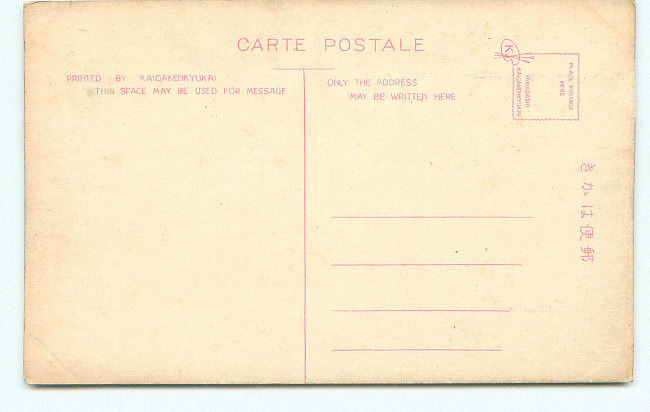 CARTE POSTALE
PRINTED BY KAIGAKENKYUKAI
THIS SPACE MAY BE USED FOR MESSAGE
ONLY THE ADDRESS
MAY BE WRITTEN HERE
K
KAIGAKENKYUKAI
PLACE POSTAGE
HERE
きかは便郵